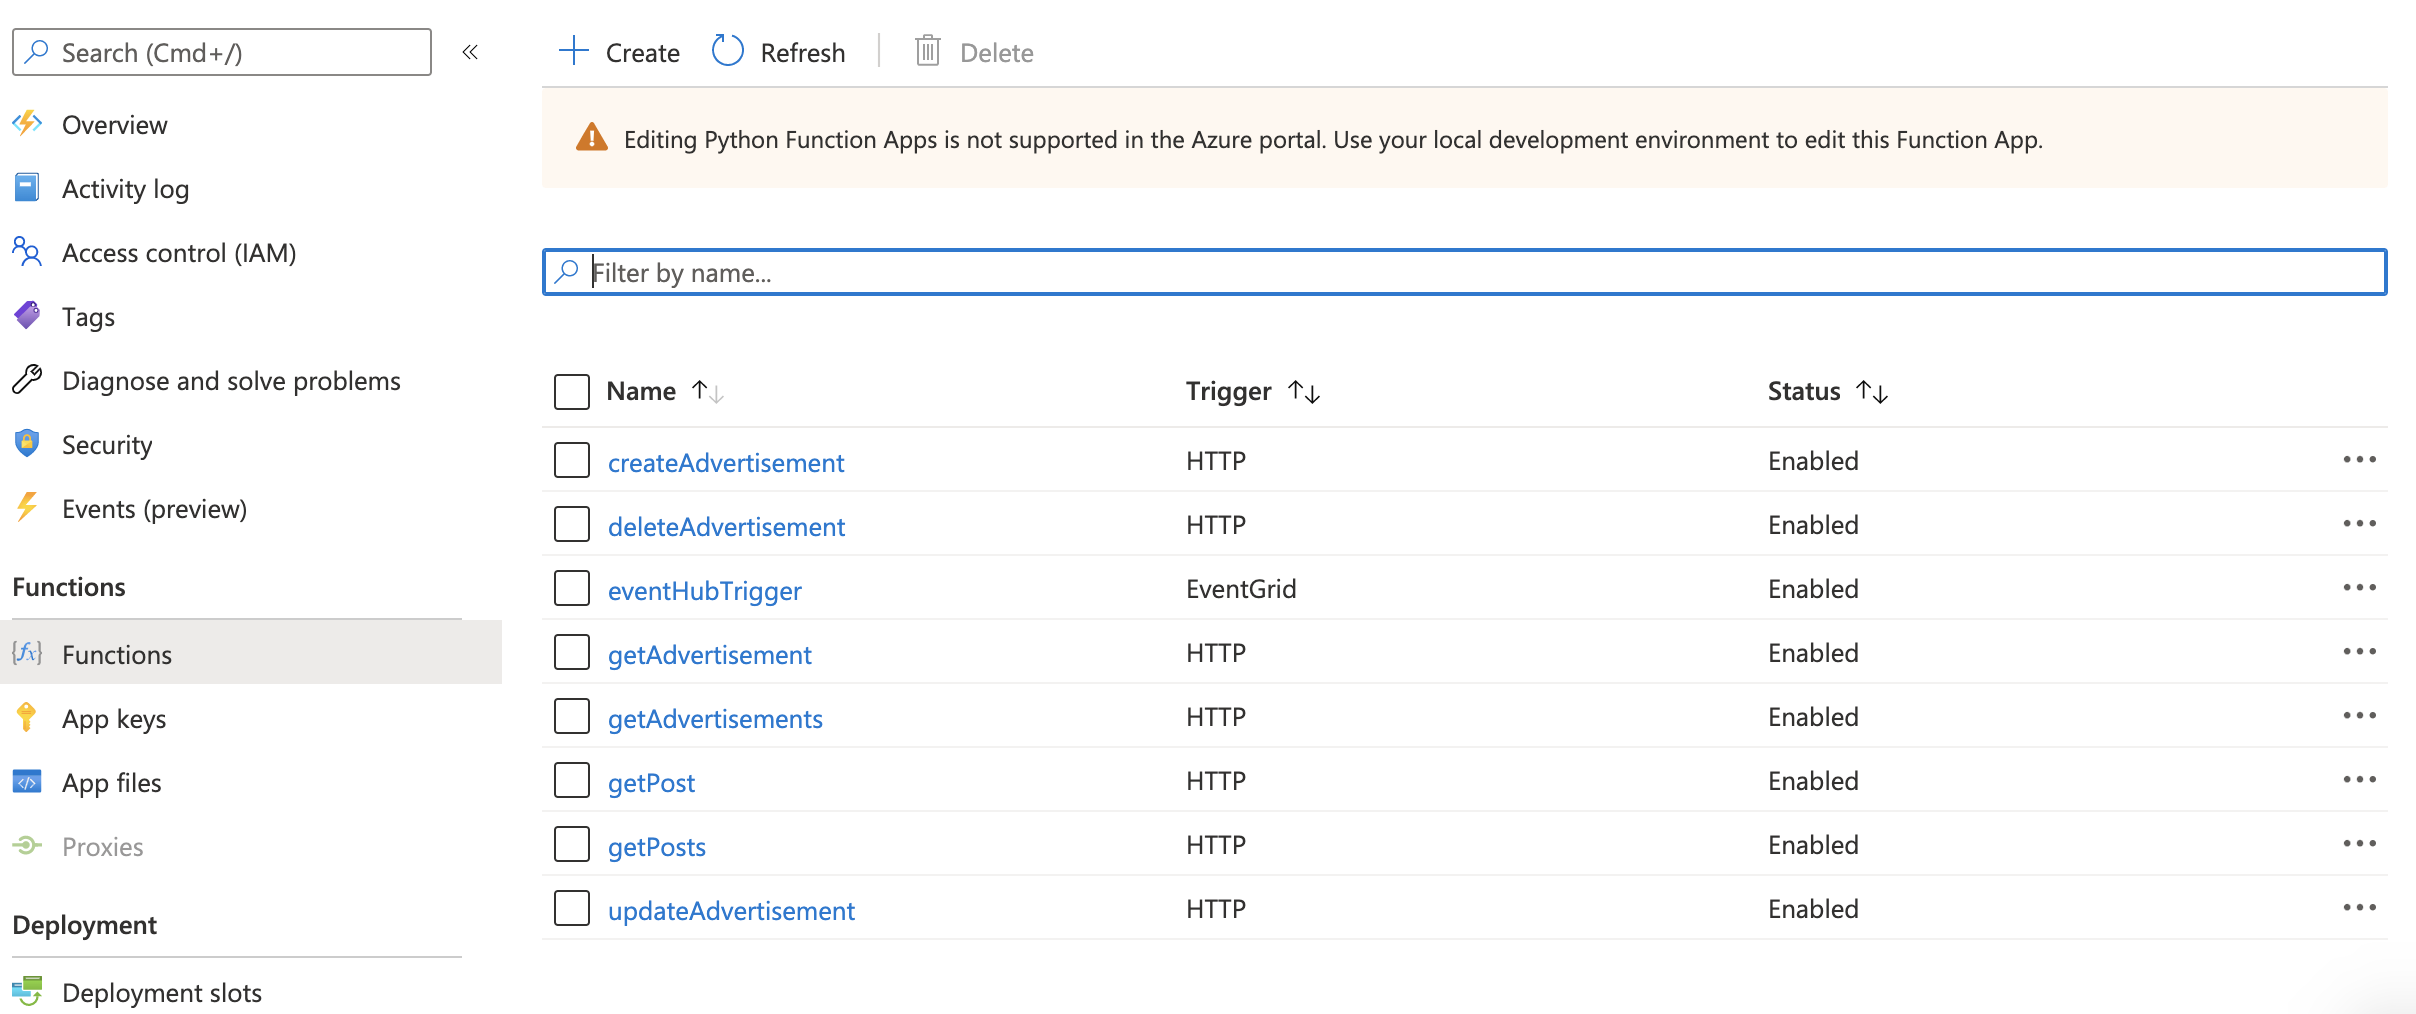 Search (Cmd+/)
«
Overview
Activity log
Access control (IAM)
Tags
Diagnose and solve problems
Security
Events (preview)
Functions
Functions
App keys
App files
Proxies
Deployment
Deployment slots
Create Refresh Delete
Editing Python Function Apps is not supported in the Azure portal. Use your local development environment to edit this Function App.
Filter by name...
Name Trigger Status
createAdvertisement HTTP Enabled
deleteAdvertisement HTTP Enabled
eventHubTrigger EventGrid Enabled
getAdvertisement HTTP Enabled
getAdvertisements HTTP Enabled
getPost HTTP Enabled
getPosts HTTP Enabled
updateAdvertisement HTTP Enabled